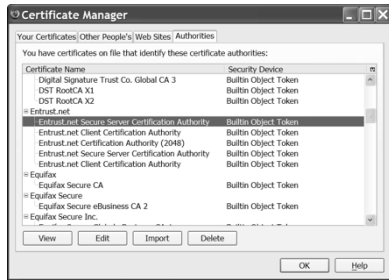 Certificate Manager
Your Certificates Other People's Web Sites Authorities
You have certificates on file that identify these certificate authorities:
Certificate Name Security Device
Digital Signature Trust Co. Global CA 3 Builtin Object Token
DST RootCA X1 Builtin Object Token
DST RootCA X2 Builtin Object Token
Entrust.net
Entrust.net Secure Server Certification Authority Builtin Object Token
Entrust.net Client Certification Authority Builtin Object Token
Entrust.net Certification Authority (2048) Builtin Object Token
Entrust.net Secure Server Certification Authority Builtin Object Token
Entrust.net Client Certification Authority Builtin Object Token
Equifax
Equifax Secure CA Builtin Object Token
Equifax Secure
Equifax Secure eBusiness CA 2 Builtin Object Token
Equifax Secure Inc.
View Edit Import Delete
OK Help